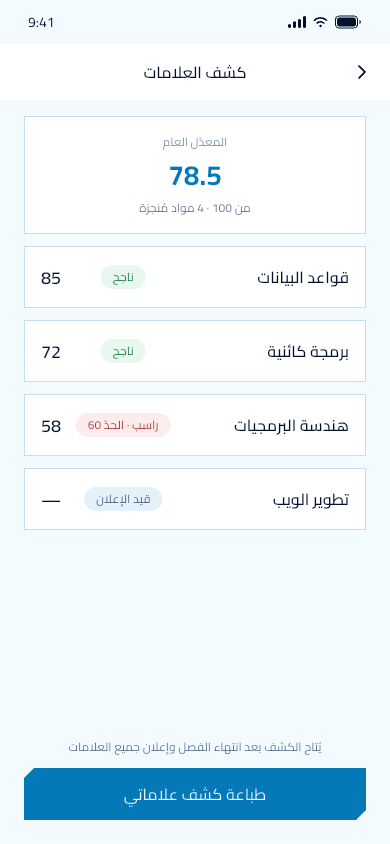 9:41
كشف العلامات
المعدّل العام
78.5
من 100 · 4 مواد مُنجزة
قواعد البيانات ناجح 85
برمجة كائنية ناجح 72
هندسة البرمجيات راسب · الحدّ 60 58
تطوير الويب قيد الإعلان —
يُتاح الكشف بعد انتهاء الفصل وإعلان جميع العلامات
طباعة كشف علاماتي